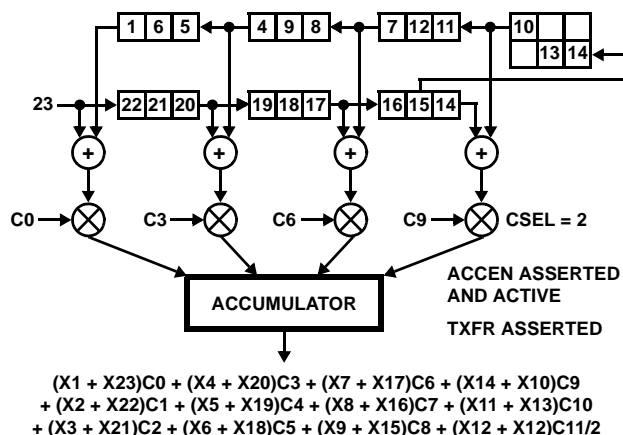 1 6 5 4 9 8 7 12 11 10
13 14
23 22 21 20 19 18 17 16 15 14
+ + + +
C0 C3 C6 C9 CSEL = 2
ACCEN ASSERTED
AND ACTIVE
ACCUMULATOR
TXFR ASSERTED
(X1 + X23)C0 + (X4 + X20)C3 + (X7 + X17)C6 + (X14 + X10)C9
+ (X2 + X22)C1 + (X5 + X19)C4 + (X8 + X16)C7 + (X11 + X13)C10
+ (X3 + X21)C2 + (X6 + X18)C5 + (X9 + X15)C8 + (X12 + X12)C11/2